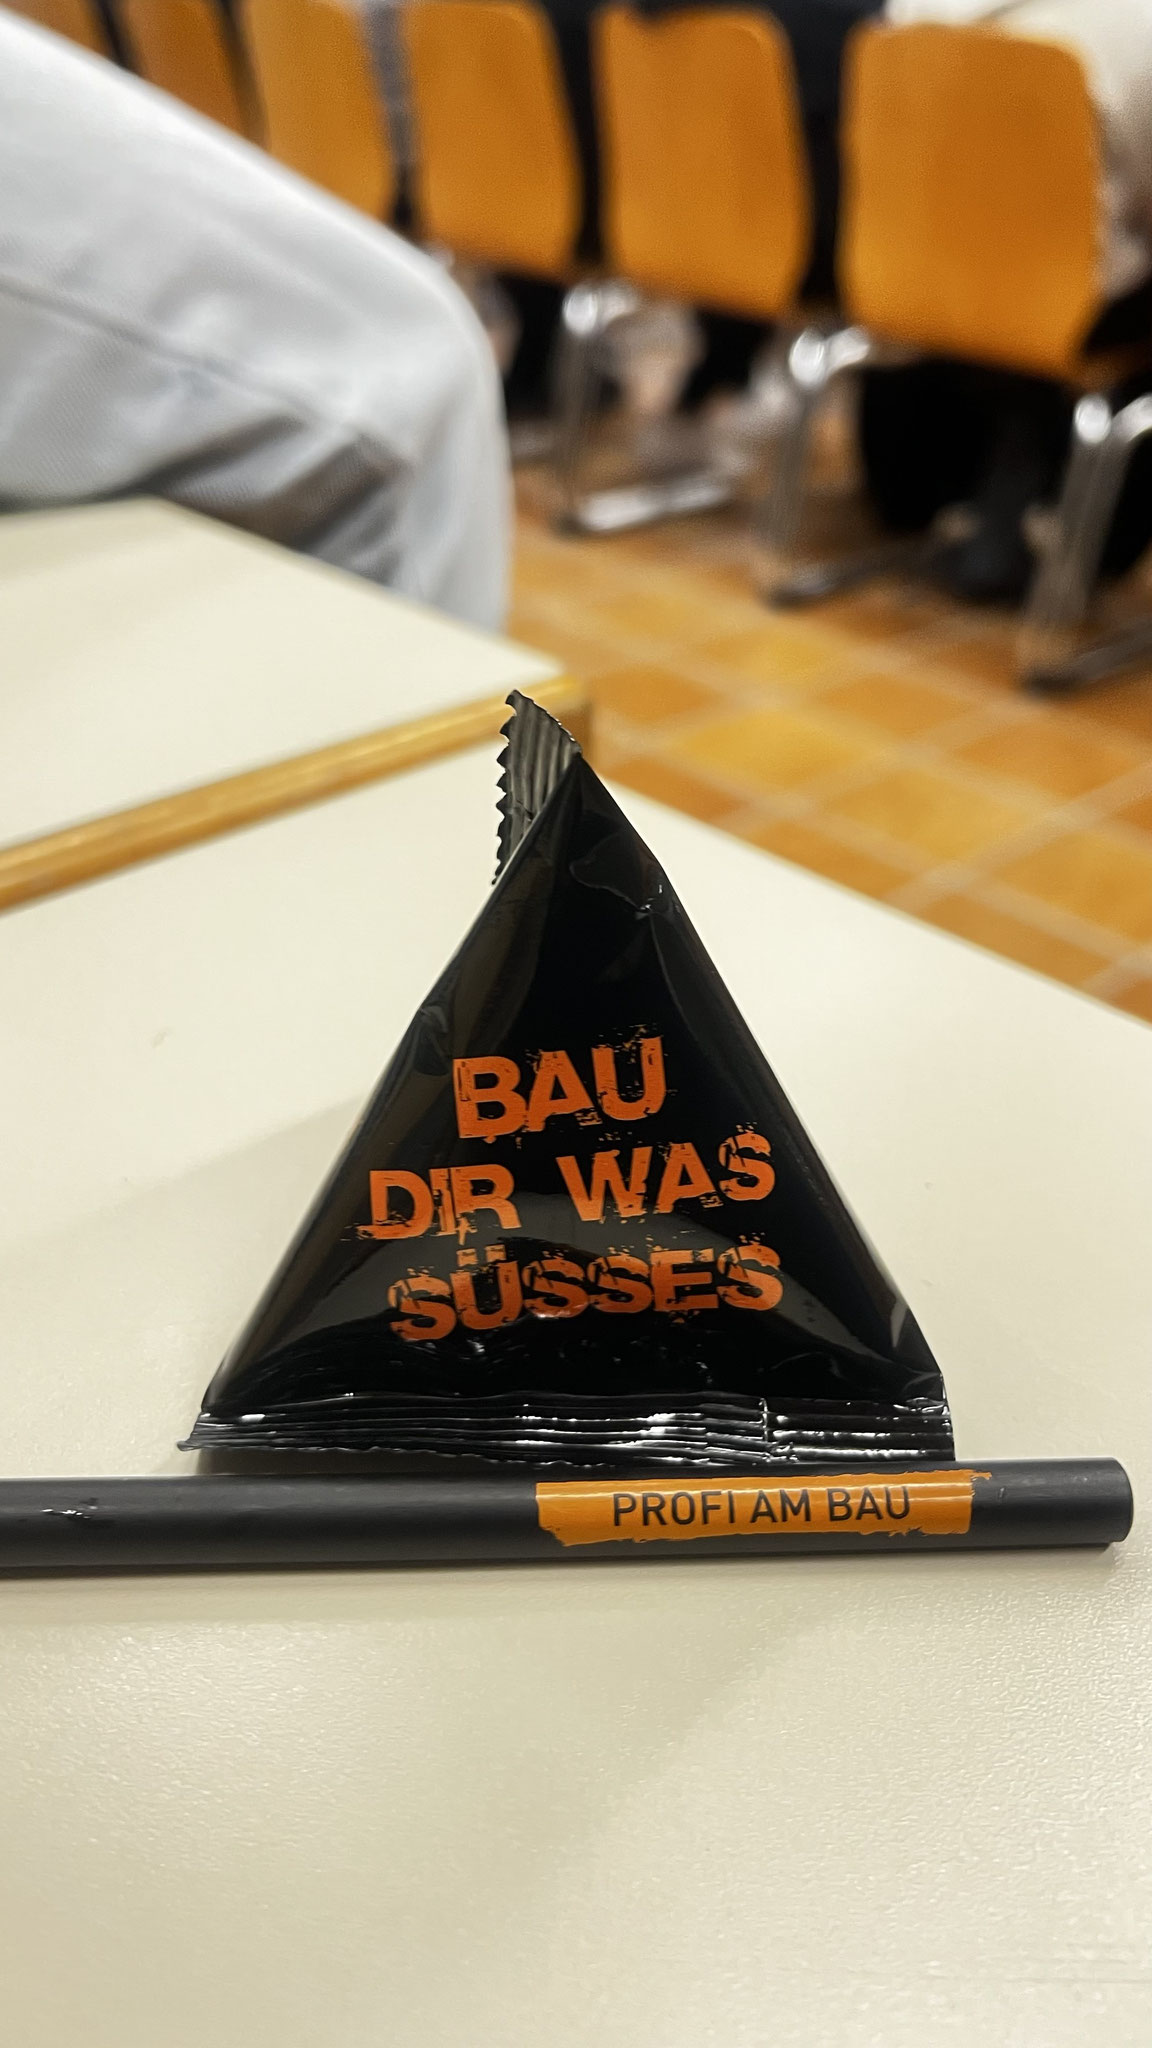 BAU
DIR WAS
SÜSSES
PROFI AM BAU